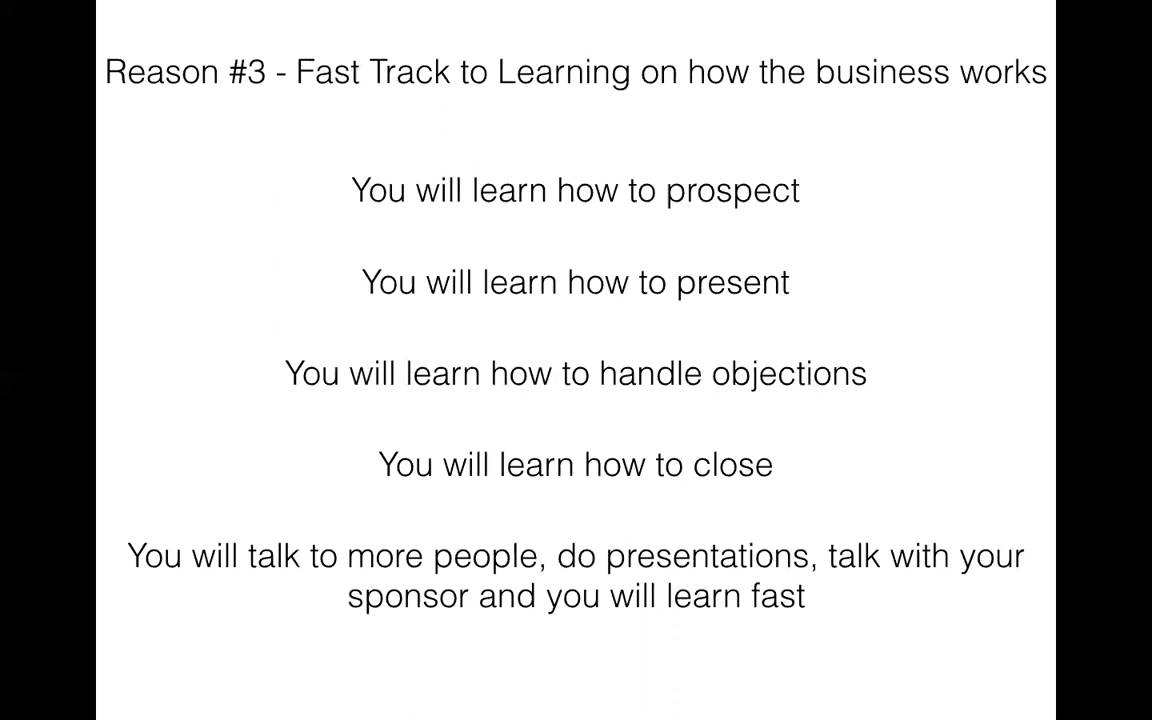 Reason #3 - Fast Track to Learning on how the business works
You will learn how to prospect
You will learn how to present
You will learn how to handle objections
You will learn how to close
You will talk to more people, do presentations, talk with your
sponsor and you will learn fast